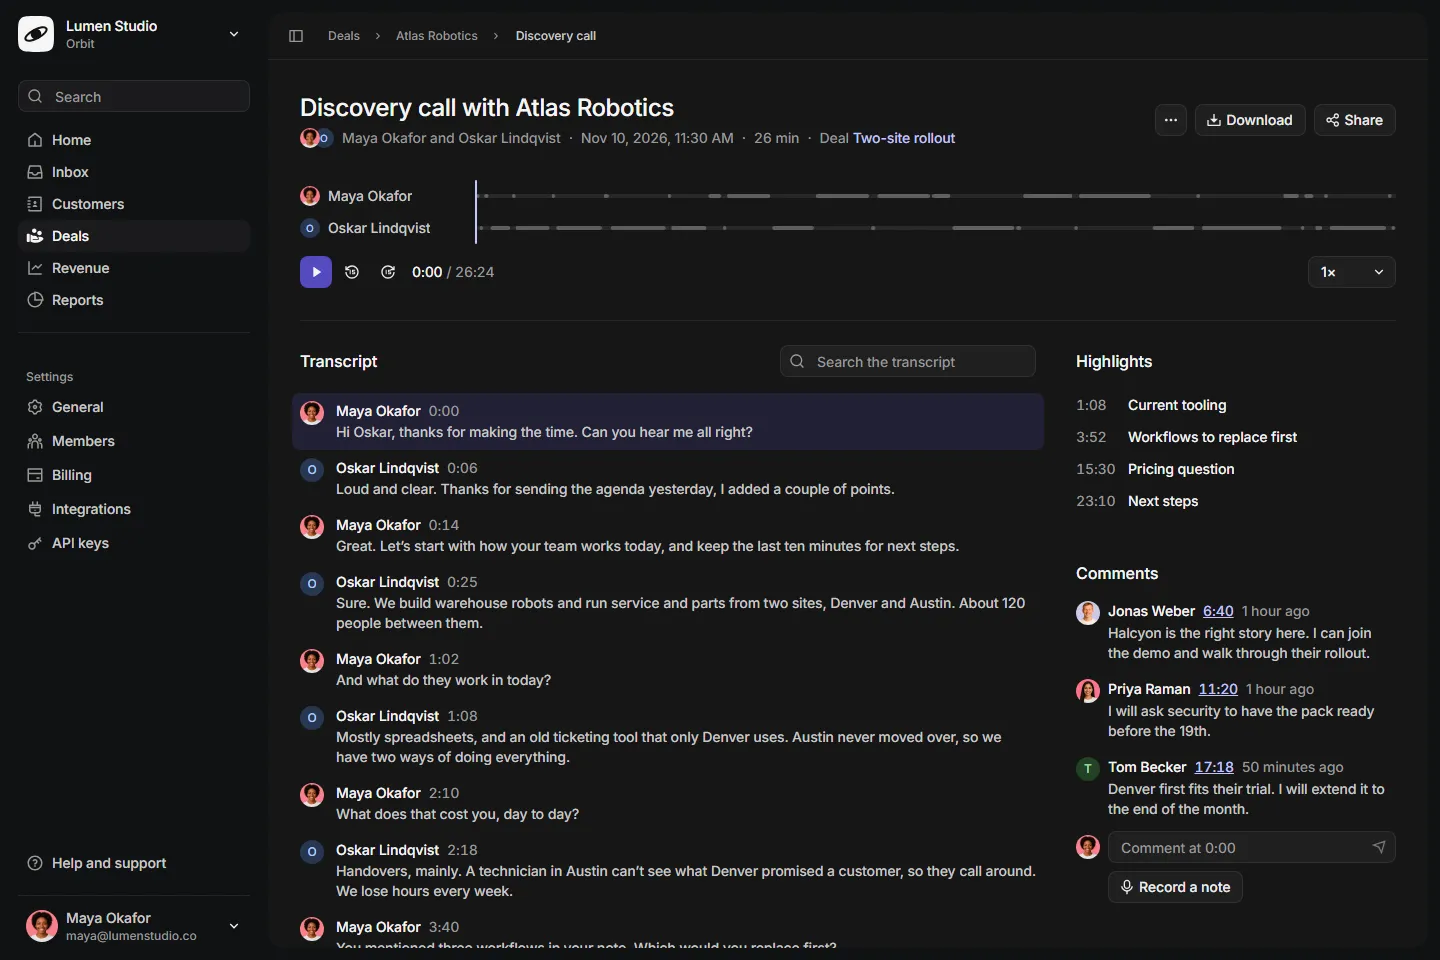 Lumen Studio
Orbit
Search
Home
Inbox
Customers
Deals
Revenue
Reports
Settings
General
Members
Billing
Integrations
API keys
Help and support
Maya Okafor
maya@lumenstudio.co
Deals
Atlas Robotics
Discovery call
Discovery call with Atlas Robotics
O
Maya Okafor and Oskar Lindqvist · Nov 10, 2026, 11:30 AM · 26 min · Deal Two-site rollout
Download
Share
Maya Okafor
O
Oskar Lindqvist
15
15
0:00 / 26:24
1×
Transcript
Search the transcript
Maya Okafor 0:00
Hi Oskar, thanks for making the time. Can you hear me all right?
O
Oskar Lindqvist 0:06
Loud and clear. Thanks for sending the agenda yesterday, I added a couple of points.
Maya Okafor 0:14
Great. Let’s start with how your team works today, and keep the last ten minutes for next steps.
O
Oskar Lindqvist 0:25
Sure. We build warehouse robots and run service and parts from two sites, Denver and Austin. About 120
people between them.
Maya Okafor 1:02
And what do they work in today?
O
Oskar Lindqvist 1:08
Mostly spreadsheets, and an old ticketing tool that only Denver uses. Austin never moved over, so we
have two ways of doing everything.
Maya Okafor 2:10
What does that cost you, day to day?
O
Oskar Lindqvist 2:18
Handovers, mainly. A technician in Austin can’t see what Denver promised a customer, so they call around.
We lose hours every week.
Maya Okafor 3:40
You mentioned three workflows in your note. Which would you replace first?
Highlights
1:08 Current tooling
3:52 Workflows to replace first
15:30 Pricing question
23:10 Next steps
Comments
Jonas Weber 6:40 1 hour ago
Halcyon is the right story here. I can join
the demo and walk through their rollout.
Priya Raman 11:20 1 hour ago
I will ask security to have the pack ready
before the 19th.
T
Tom Becker 17:18 50 minutes ago
Denver first fits their trial. I will extend it to
the end of the month.
Comment at 0:00
Record a note